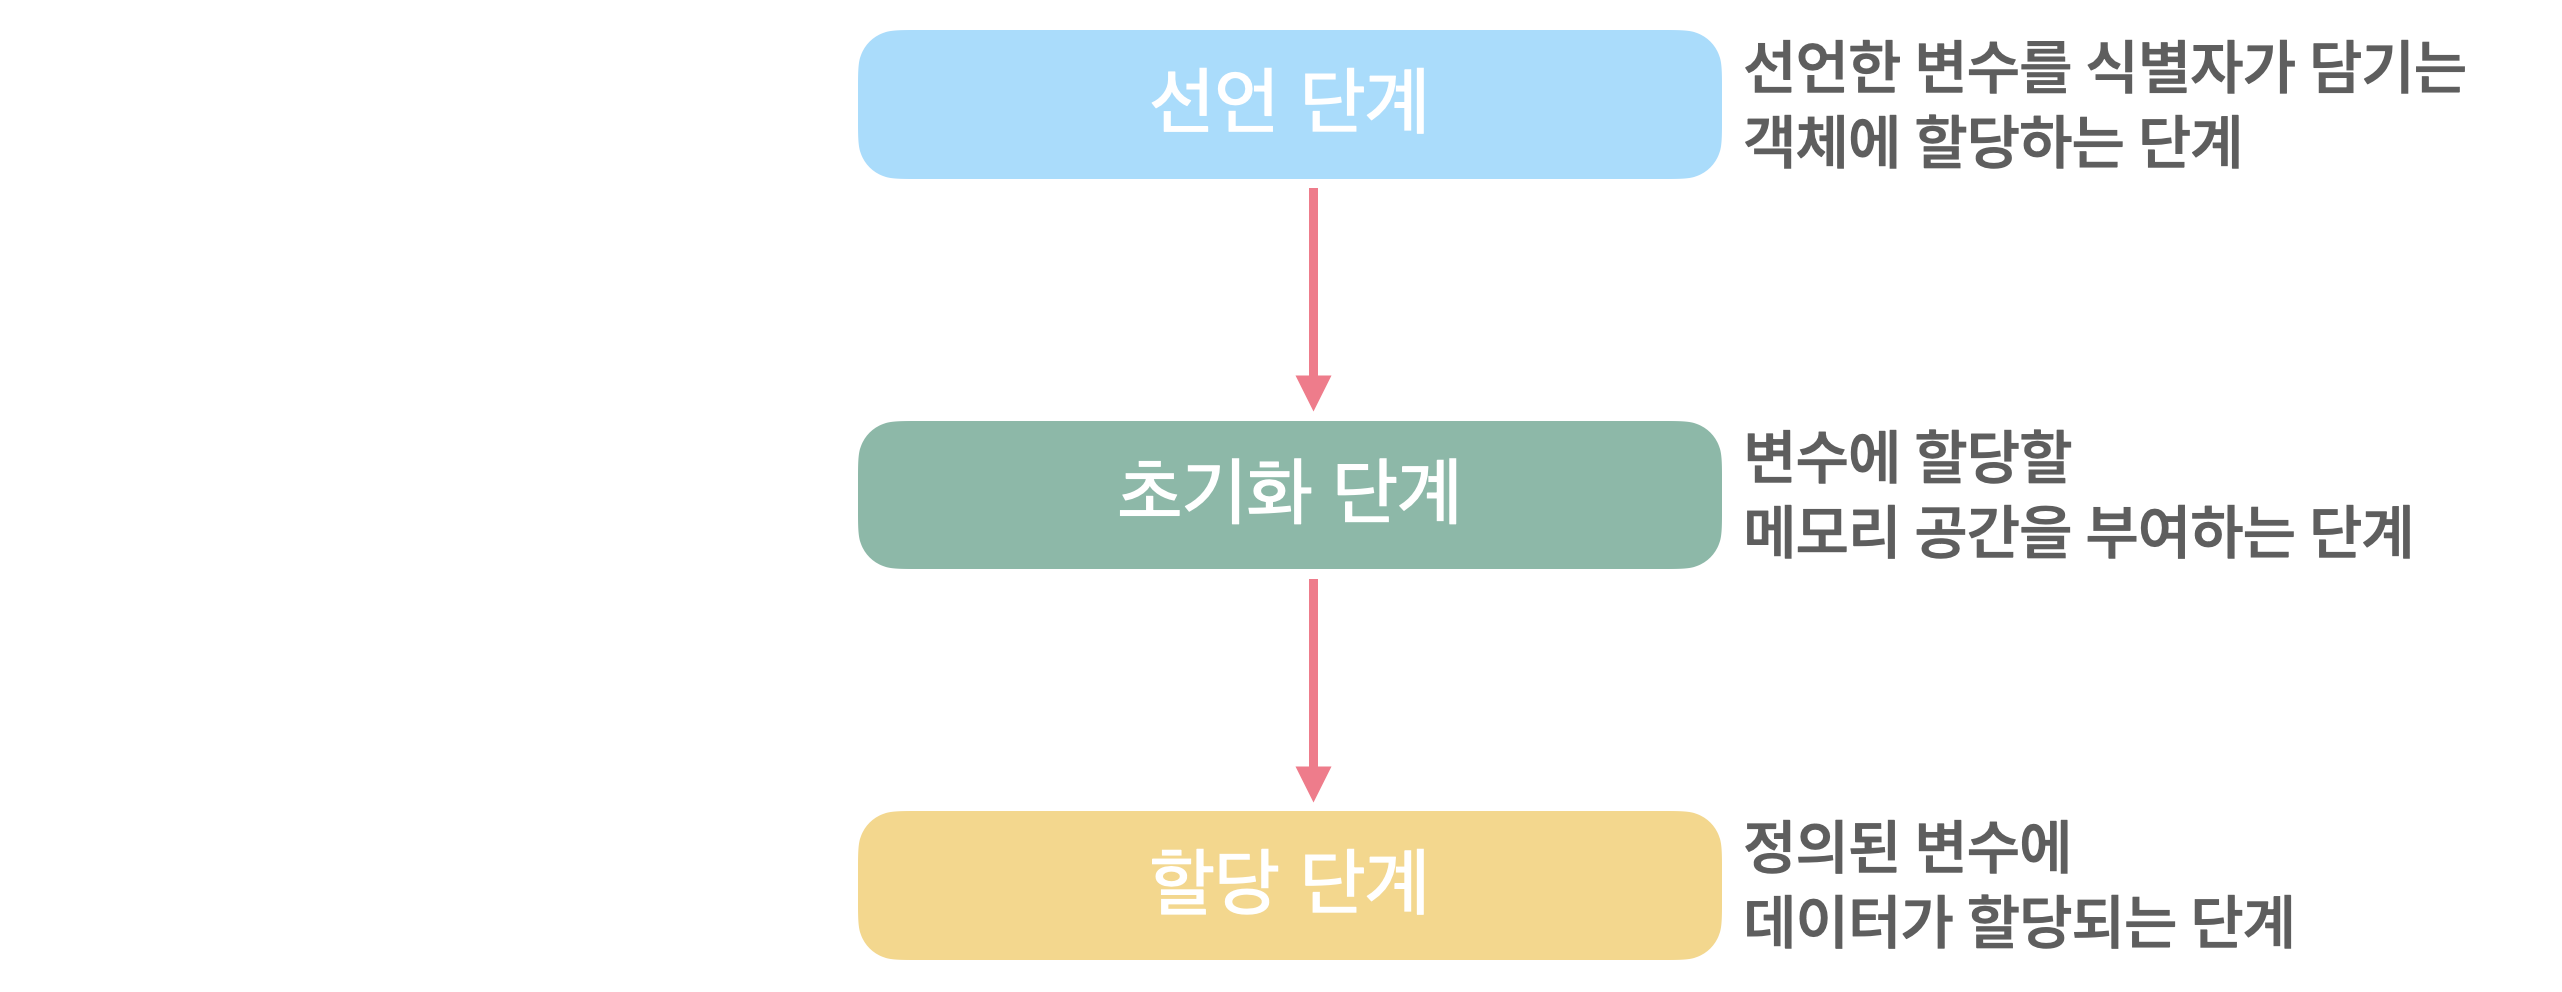 선언 단계
선언한 변수를 식별자가 담기는
객체에 할당하는 단계
초기화 단계
변수에 할당할
메모리 공간을 부여하는 단계
할당 단계
정의된 변수에
데이터가 할당되는 단계